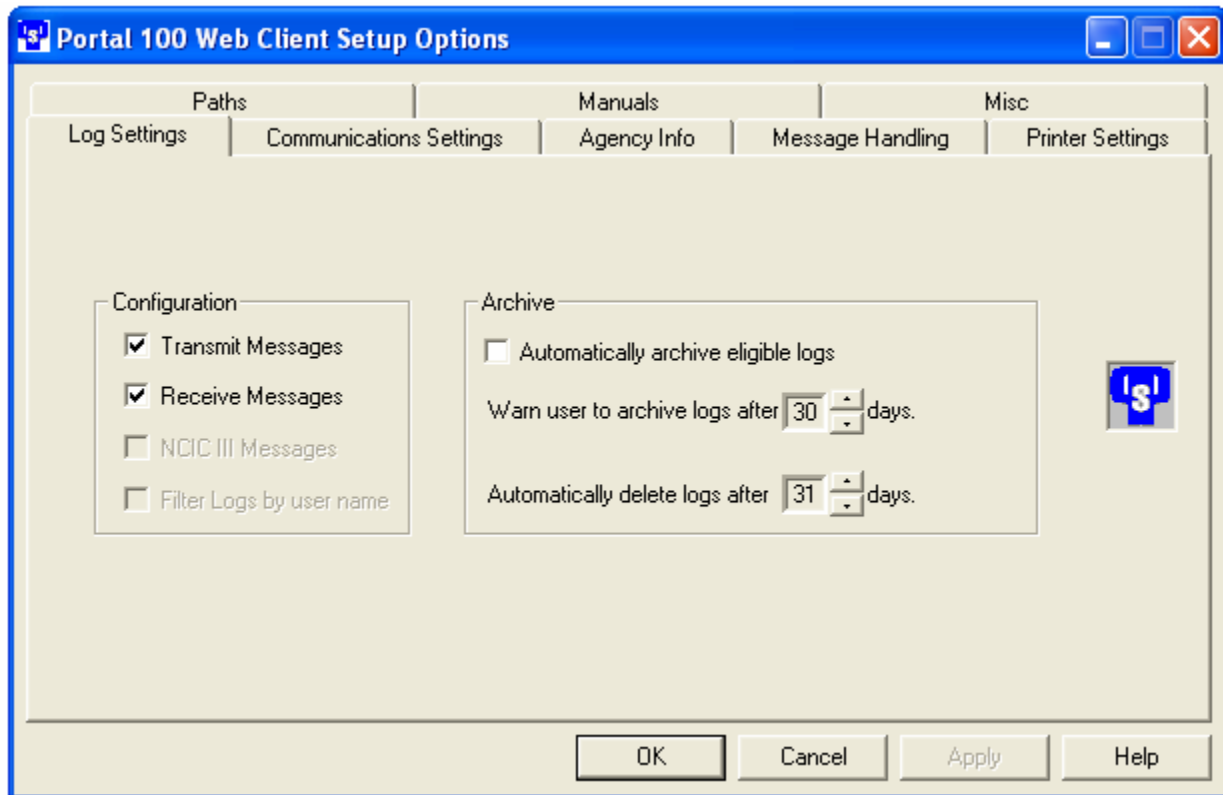 'S' Portal 100 Web Client Setup Options
Paths Manuals Misc
Log Settings Communications Settings Agency Info Message Handling Printer Settings
Configuration
Transmit Messages
Receive Messages
NCIC III Messages
Filter Logs by user name
Archive
Automatically archive eligible logs
Warn user to archive logs after 30 days.
Automatically delete logs after 31 days.
'S'
OK Cancel Apply Help